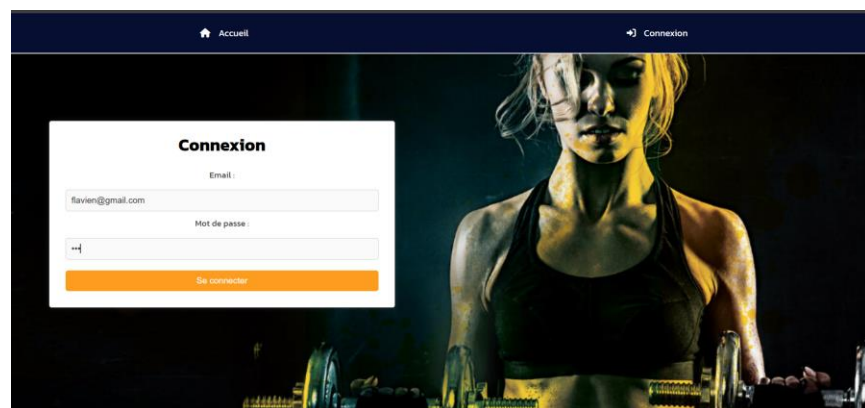 Accueil
Connexion
Connexion
Email :
flavien@gmail.com
Mot de passe :
•••
Se connecter